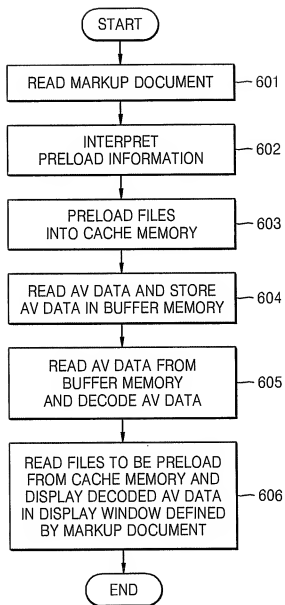 START
READ MARKUP DOCUMENT
601
INTERPRET
PRELOAD INFORMATION
602
PRELOAD FILES
INTO CACHE MEMORY
603
READ AV DATA AND STORE
AV DATA IN BUFFER MEMORY
604
READ AV DATA FROM
BUFFER MEMORY
AND DECODE AV DATA
605
READ FILES TO BE PRELOAD
FROM CACHE MEMORY AND
DISPLAY DECODED AV DATA
IN DISPLAY WINDOW DEFINED
BY MARKUP DOCUMENT
606
END